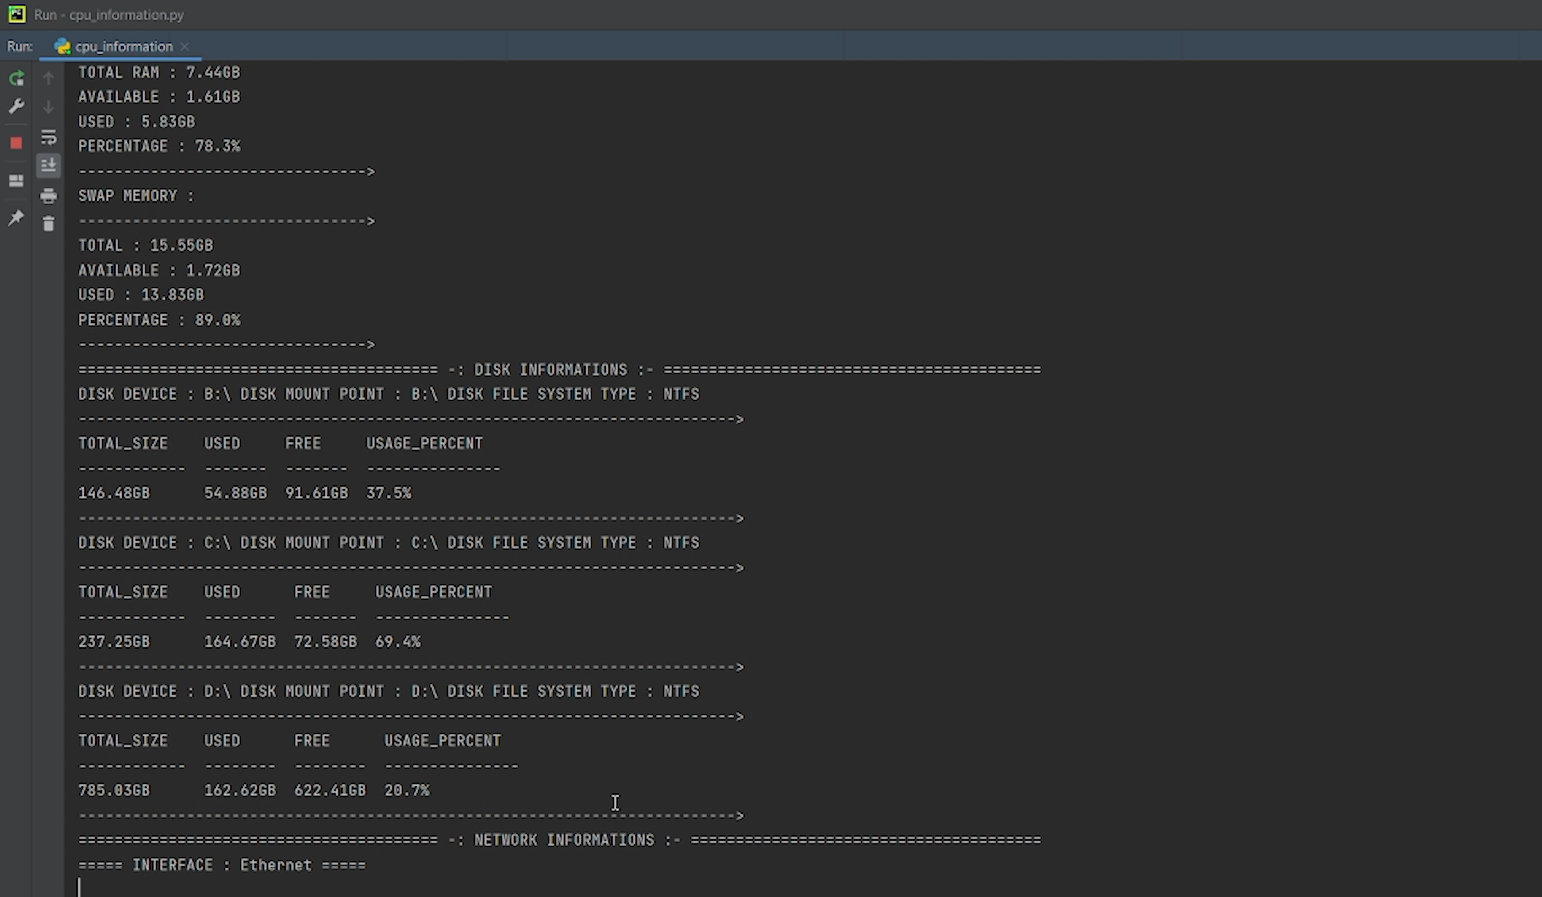 Run - cpu_information.py
Run: cpu_information
TOTAL RAM : 7.44GB
AVAILABLE : 1.61GB
USED : 5.83GB
PERCENTAGE : 78.3%
-------------------------------->
SWAP MEMORY :
-------------------------------->
TOTAL : 15.55GB
AVAILABLE : 1.72GB
USED : 13.83GB
PERCENTAGE : 89.0%
-------------------------------->
======================================== -: DISK INFORMATIONS :- ==========================================
DISK DEVICE : B:\ DISK MOUNT POINT : B:\ DISK FILE SYSTEM TYPE : NTFS
------------------------------------------------------------------------->
TOTAL_SIZE    USED     FREE     USAGE_PERCENT
------------  -------  -------  ---------------
146.48GB      54.88GB  91.61GB  37.5%
------------------------------------------------------------------------->
DISK DEVICE : C:\ DISK MOUNT POINT : C:\ DISK FILE SYSTEM TYPE : NTFS
------------------------------------------------------------------------->
TOTAL_SIZE    USED      FREE     USAGE_PERCENT
------------  --------  -------  ---------------
237.25GB      164.67GB  72.58GB  69.4%
------------------------------------------------------------------------->
DISK DEVICE : D:\ DISK MOUNT POINT : D:\ DISK FILE SYSTEM TYPE : NTFS
------------------------------------------------------------------------->
TOTAL_SIZE    USED      FREE      USAGE_PERCENT
------------  --------  --------  ---------------
785.03GB      162.62GB  622.41GB  20.7%
------------------------------------------------------------------------->
======================================== -: NETWORK INFORMATIONS :- =======================================
===== INTERFACE : Ethernet =====